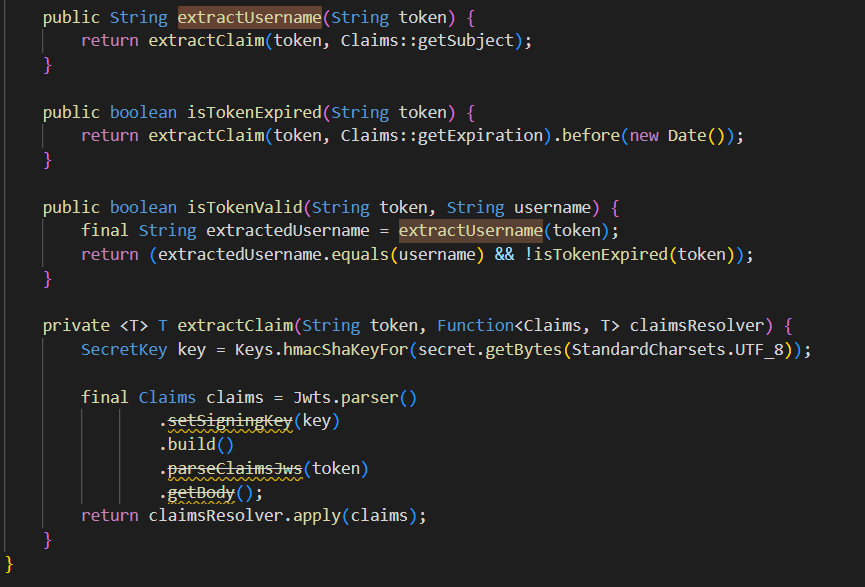 public String extractUsername(String token) {
return extractClaim(token, Claims::getSubject);
}
public boolean isTokenExpired(String token) {
return extractClaim(token, Claims::getExpiration).before(new Date());
}
public boolean isTokenValid(String token, String username) {
final String extractedUsername = extractUsername(token);
return (extractedUsername.equals(username) && !isTokenExpired(token));
}
private <T> T extractClaim(String token, Function<Claims, T> claimsResolver) {
SecretKey key = Keys.hmacShaKeyFor(secret.getBytes(StandardCharsets.UTF_8));
final Claims claims = Jwts.parser()
.setSigningKey(key)
.build()
.parseClaimsJws(token)
.getBody();
return claimsResolver.apply(claims);
}
}